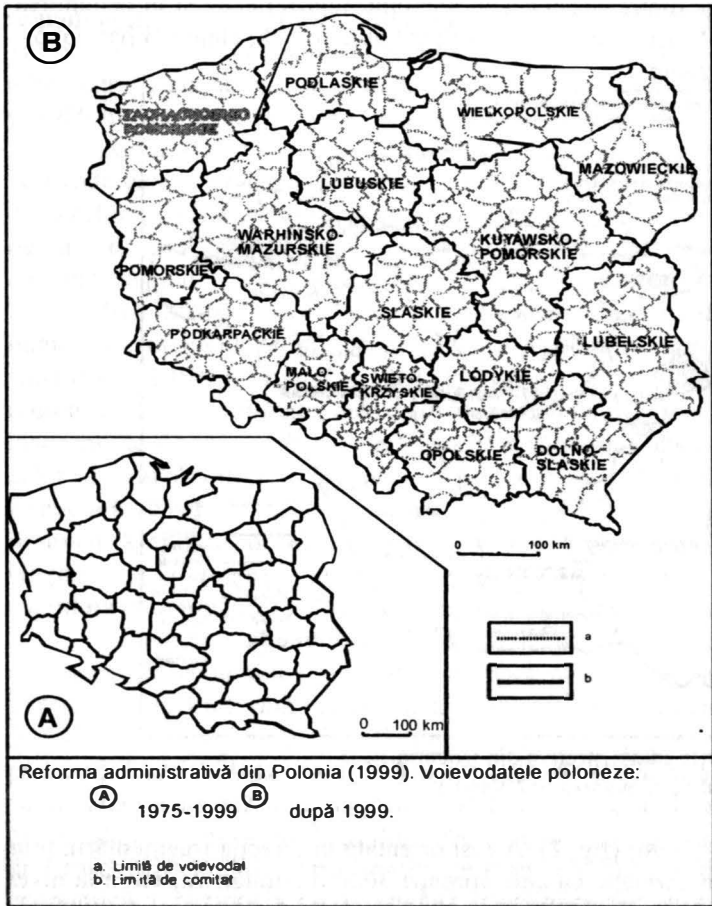 B
PODLASKIE
WIELKOPOLSKIE
ZACHĄDNIENIO
POMORSKIE
MAZOWIECKIE
LUBUSKIE
WARHINSKO-
MAZURSKIE
KUYAWSKO-
POMORSKIE
POMORSKIE
SLASKIE
PODKARPACKIE
LUBELSKIE
MALO-
POLSKIE
SWIETO-
KRZYSKIE
LODYKIE
OPOLSKIE
DOLNO-
SLASKIE
0 100 km
a
b
A
0 100 km
Reforma administrativă din Polonia (1999). Voievodatele poloneze:
A 1975-1999 B după 1999.
a. Limită de voievodat
b. Limită de comitat